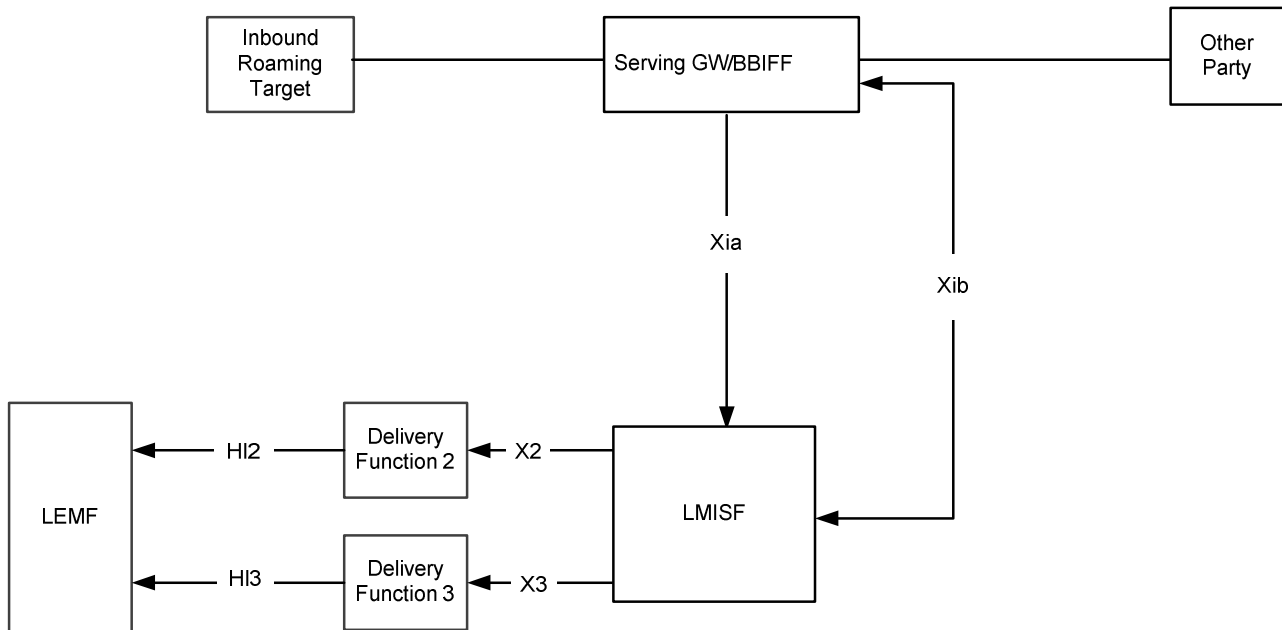 Inbound
Roaming
Target
Serving GW/BBIFF
Other
Party
Xia
Xib
LEMF
HI2
Delivery
Function 2
X2
LMISF
HI3
Delivery
Function 3
X3